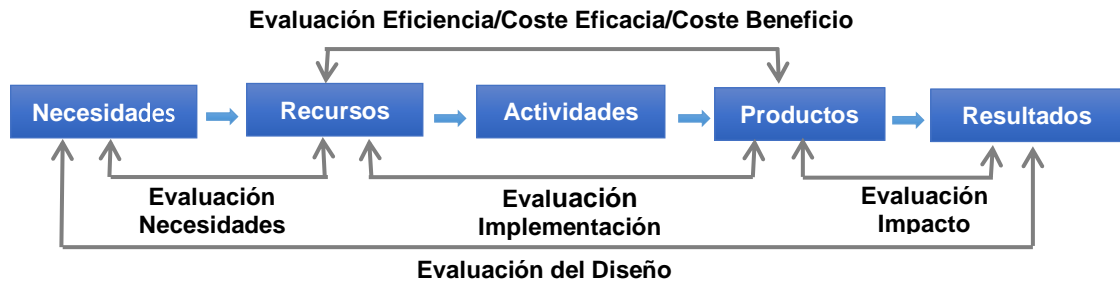 Evaluación Eficiencia/Coste Eficacia/Coste Beneficio
Necesidades
Recursos
Actividades
Productos
Resultados
Evaluación
Necesidades
Evaluación
Implementación
Evaluación
Impacto
Evaluación del Diseño